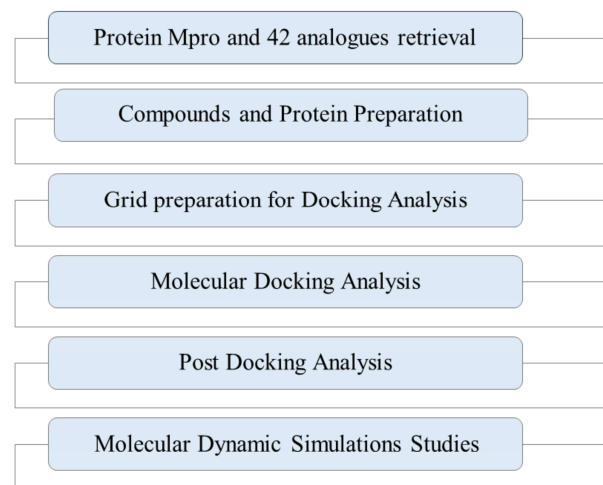 Protein Mpro and 42 analogues retrieval
Compounds and Protein Preparation
Grid preparation for Docking Analysis
Molecular Docking Analysis
Post Docking Analysis
Molecular Dynamic Simulations Studies